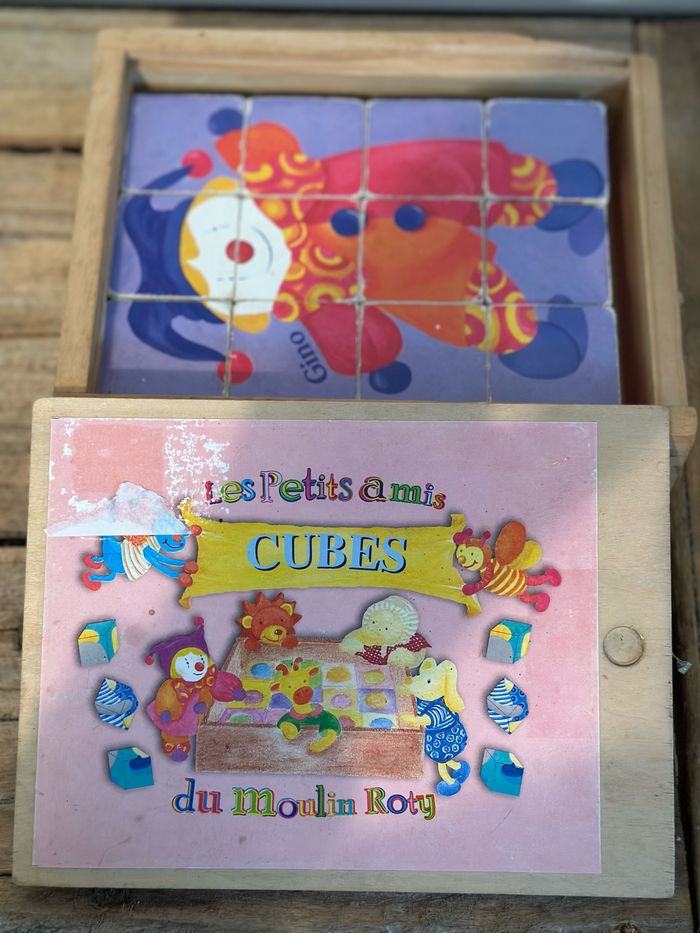 Gino
Les Petits amis
CUBES
du Moulin Roty